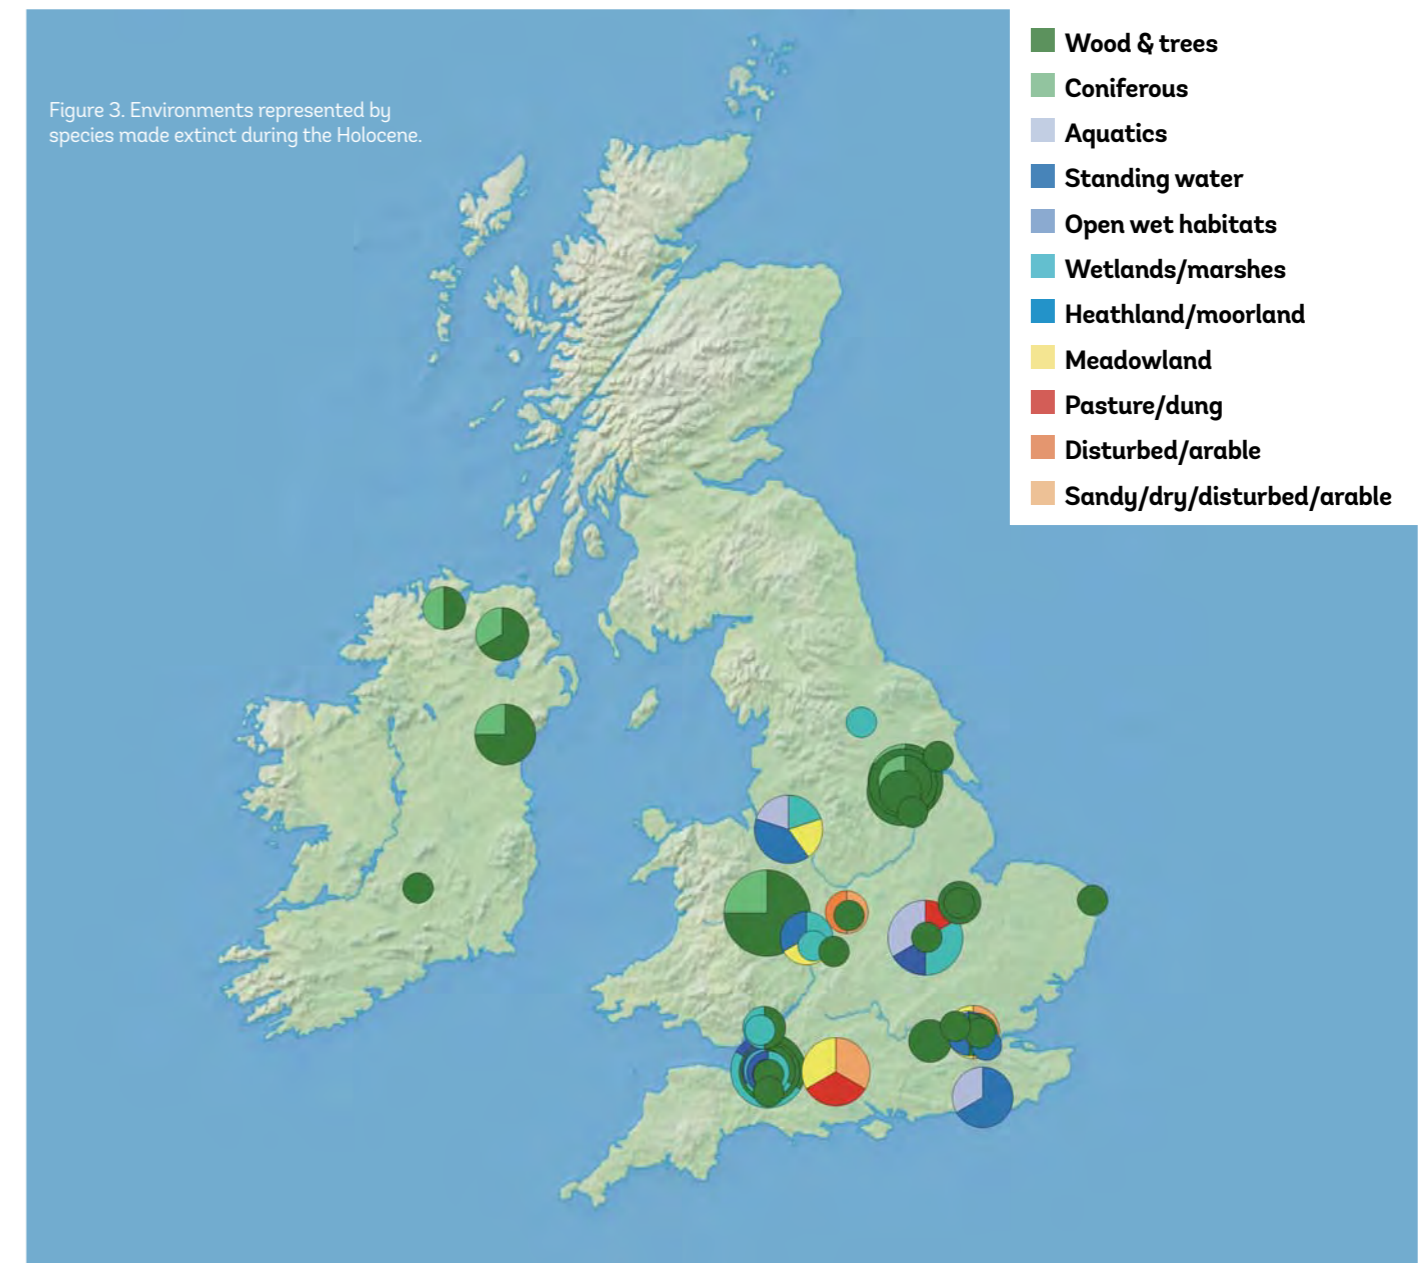 Figure 3. Environments represented by
species made extinct during the Holocene.
Wood & trees
Coniferous
Aquatics
Standing water
Open wet habitats
Wetlands/marshes
Heathland/moorland
Meadowland
Pasture/dung
Disturbed/arable
Sandy/dry/disturbed/arable